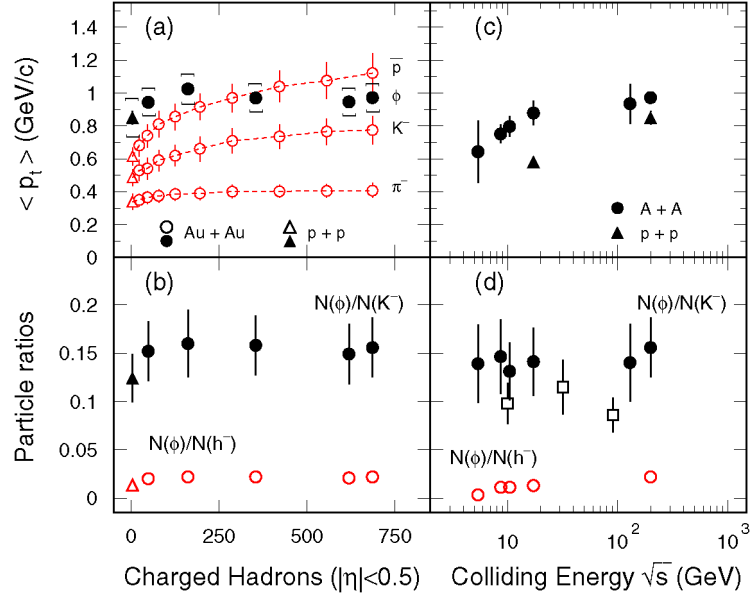 (a)
(c)
1.2
1
0.8
0.6
0.4
0.2
0
< pₜ > (GeV/c)
p̅
ϕ
K⁻
π⁻
Au + Au
p + p
A + A
p + p
(b)
(d)
N(ϕ)/N(K⁻)
N(ϕ)/N(K⁻)
0.2
0.15
0.1
0.05
0
Particle ratios
N(ϕ)/N(h⁻)
N(ϕ)/N(h⁻)
0 250 500 750
10 10² 10³
Charged Hadrons (|η|<0.5)
Colliding Energy √s (GeV)